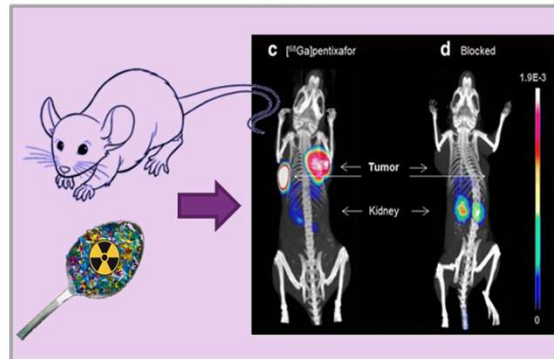 c [⁶⁸Ga]pentixafor
d Blocked
1.9E-3
Tumor
Kidney
0